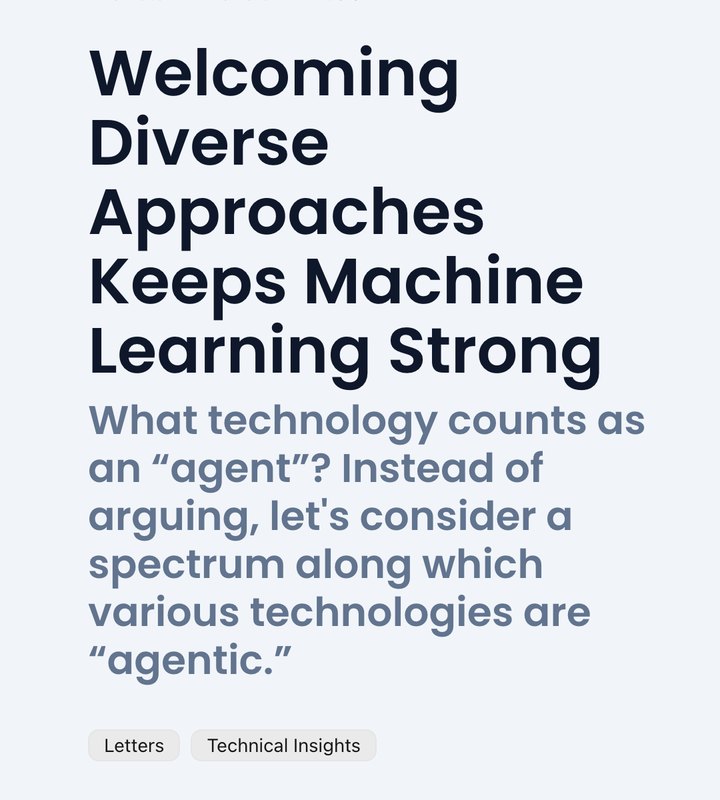 Welcoming
Diverse
Approaches
Keeps Machine
Learning Strong
What technology counts as
an “agent”? Instead of
arguing, let's consider a
spectrum along which
various technologies are
“agentic.”
Letters
Technical Insights